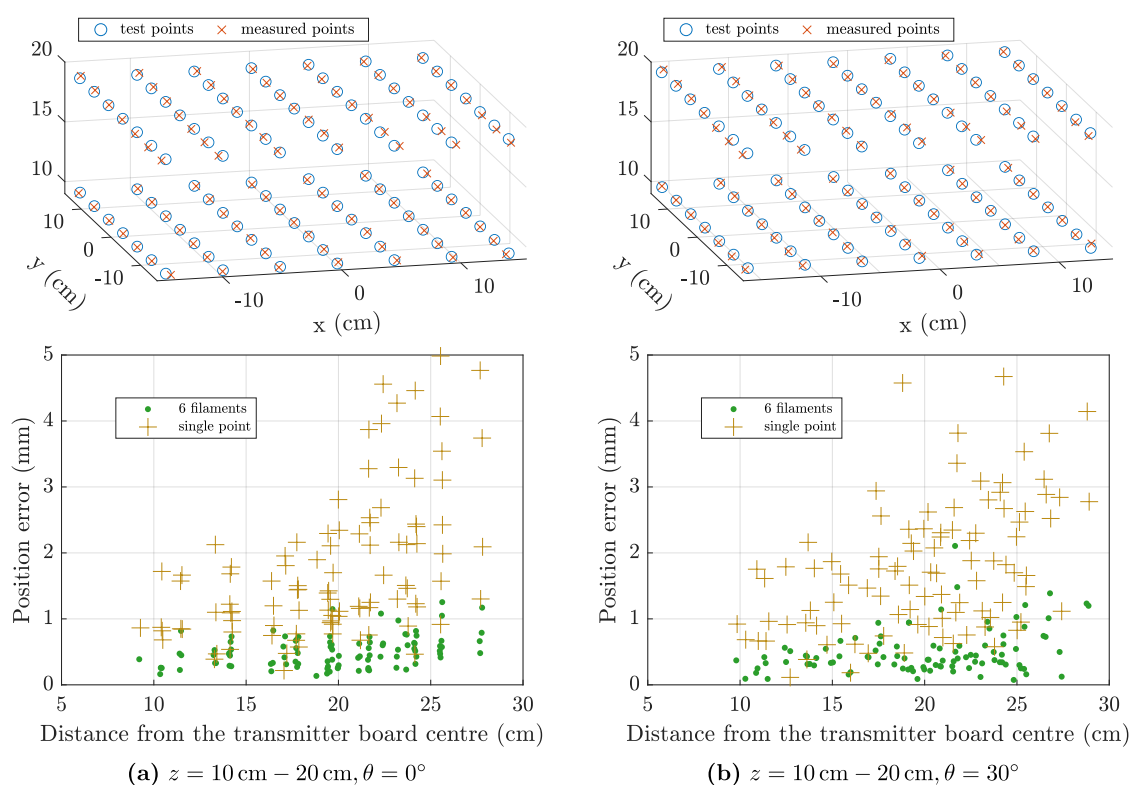 test points measured points
20
15
10
10
0
-10
y (cm)
-10
0
10
x (cm)
test points measured points
20
15
10
10
0
-10
y (cm)
-10
0
10
x (cm)
5
4
3
2
1
0
Position error (mm)
6 filaments
single point
5 10 15 20 25 30
Distance from the transmitter board centre (cm)
(a) z = 10 cm − 20 cm, θ = 0°
5
4
3
2
1
0
Position error (mm)
6 filaments
single point
5 10 15 20 25 30
Distance from the transmitter board centre (cm)
(b) z = 10 cm − 20 cm, θ = 30°